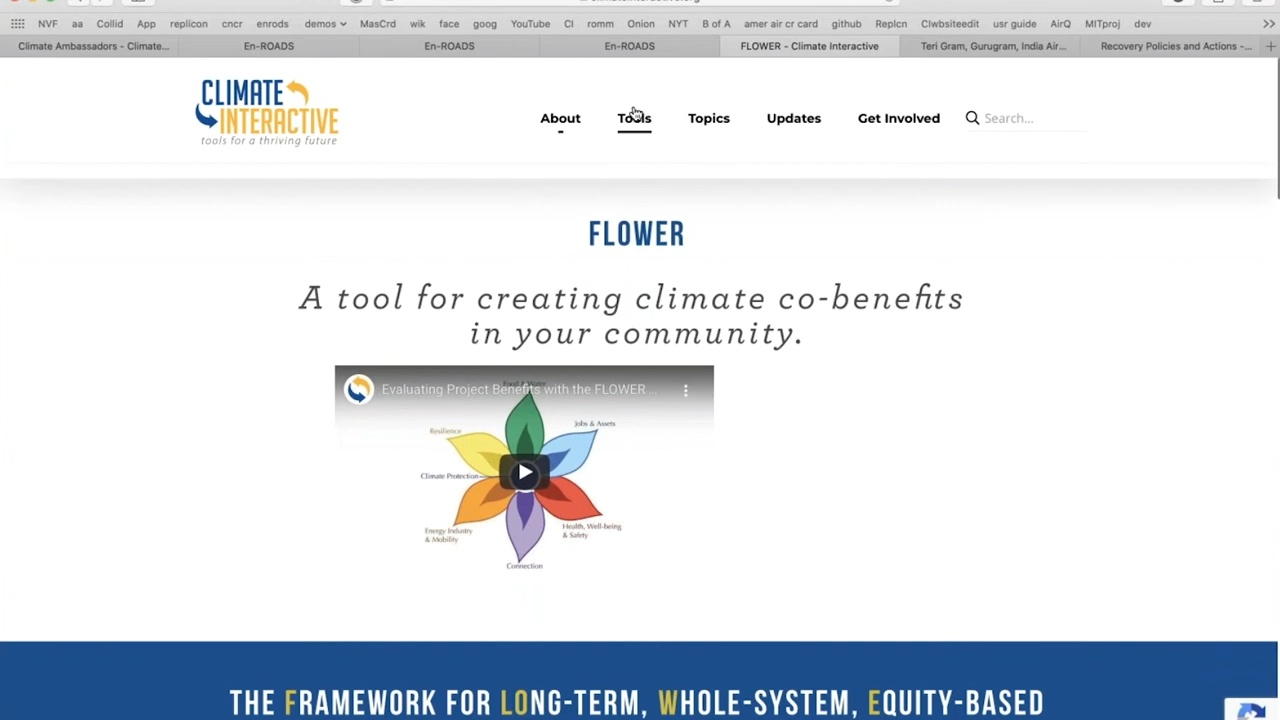 NVF aa Collid App replicon cncr enrods demos MasCrd wik face goog YouTube CI romm Onion NYT B of A amer air cr card github Replcn Clwbsiteedit usr guide AirQ MITproj dev
Climate Ambassadors - Climate... En-ROADS En-ROADS En-ROADS FLOWER - Climate Interactive Teri Gram, Gurugram, India Air... Recovery Policies and Actions -...
CLIMATE
INTERACTIVE
tools for a thriving future
About Tools Topics Updates Get Involved Search...
FLOWER
A tool for creating climate co-benefits
in your community.
Evaluating Project Benefits with the FLOWER ...
Food & Water
Jobs & Assets
Resilience
Climate Protection
Energy Industry
& Mobility
Health, Well-being
& Safety
Connection
THE FRAMEWORK FOR LONG-TERM, WHOLE-SYSTEM, EQUITY-BASED